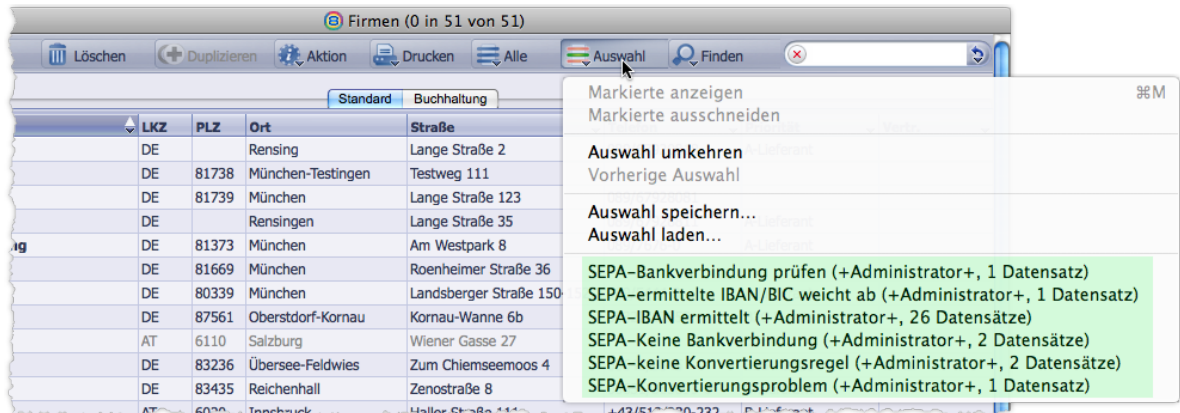 Firmen (0 in 51 von 51)
Löschen Duplizieren Aktion Drucken Alle Auswahl Finden
Standard Buchhaltung
LKZ PLZ Ort Straße
DE Rensing Lange Straße 2
DE 81738 München-Testingen Testweg 111
DE 81739 München Lange Straße 123
DE Rensingen Lange Straße 35
DE 81373 München Am Westpark 8
DE 81669 München Roenheimer Straße 36
DE 80339 München Landsberger Straße 150-
DE 87561 Oberstdorf-Kornau Kornau-Wanne 6b
AT 6110 Salzburg Wiener Gasse 27
DE 83236 Übersee-Feldwies Zum Chiemseemoos 4
DE 83435 Reichenhall Zenostraße 8
Markierte anzeigen ⌘M
Markierte ausschneiden
Auswahl umkehren
Vorherige Auswahl
Auswahl speichern...
Auswahl laden...
SEPA-Bankverbindung prüfen (+Administrator+, 1 Datensatz)
SEPA-ermittelte IBAN/BIC weicht ab (+Administrator+, 1 Datensatz)
SEPA-IBAN ermittelt (+Administrator+, 26 Datensätze)
SEPA-Keine Bankverbindung (+Administrator+, 2 Datensätze)
SEPA-keine Konvertierungsregel (+Administrator+, 2 Datensätze)
SEPA-Konvertierungsproblem (+Administrator+, 1 Datensatz)